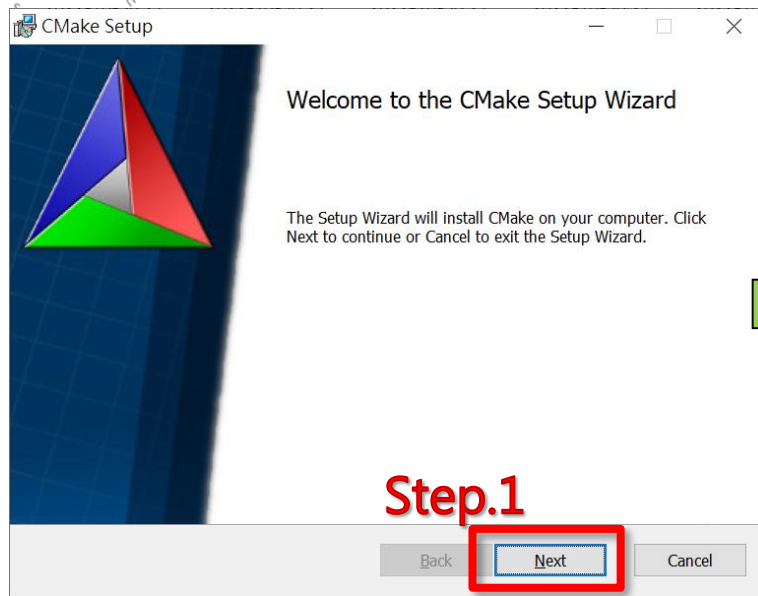 CMake Setup
Welcome to the CMake Setup Wizard
The Setup Wizard will install CMake on your computer. Click
Next to continue or Cancel to exit the Setup Wizard.
Step.1
Back Next Cancel